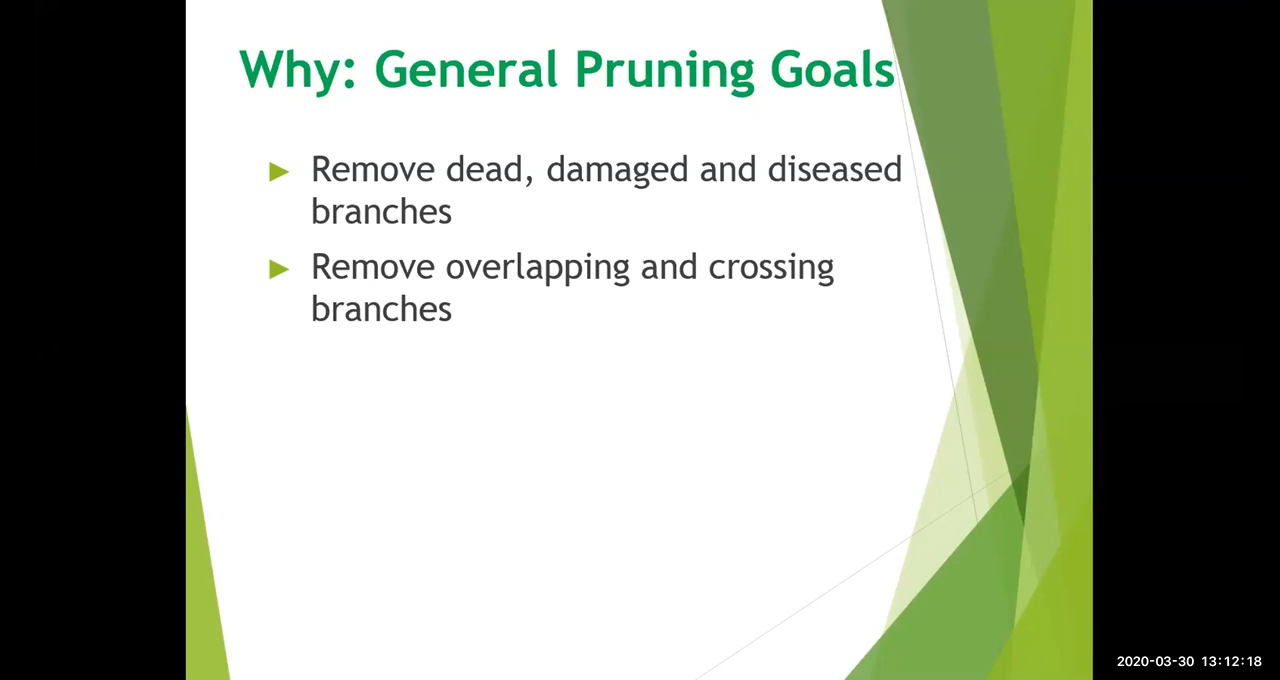 Why: General Pruning Goals
► Remove dead, damaged and diseased
branches
► Remove overlapping and crossing
branches
2020-03-30 13:12:18